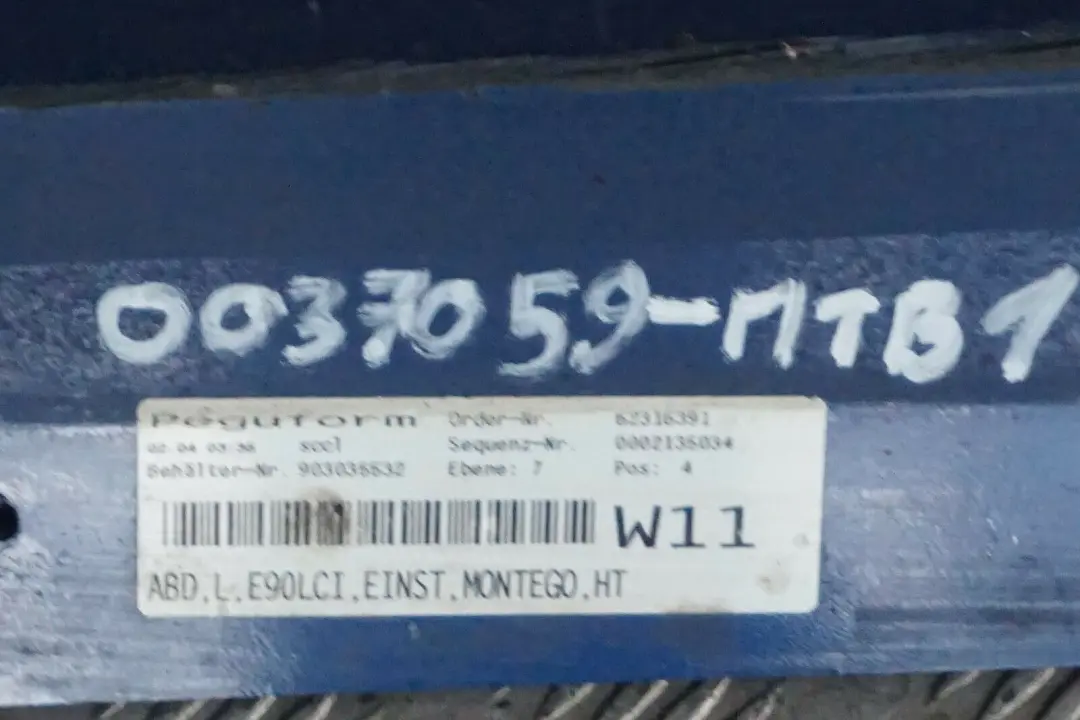 0037059-ПTB1
Peguform Order-Nr. 62316391
02.04 03:36 sccl Sequenz-Nr. 0002135034
Behälter-Nr. 903036632 Ebene: 7 Pos: 4
W11
ABD.L.E90LCI.EINST.MONTEGO.HT